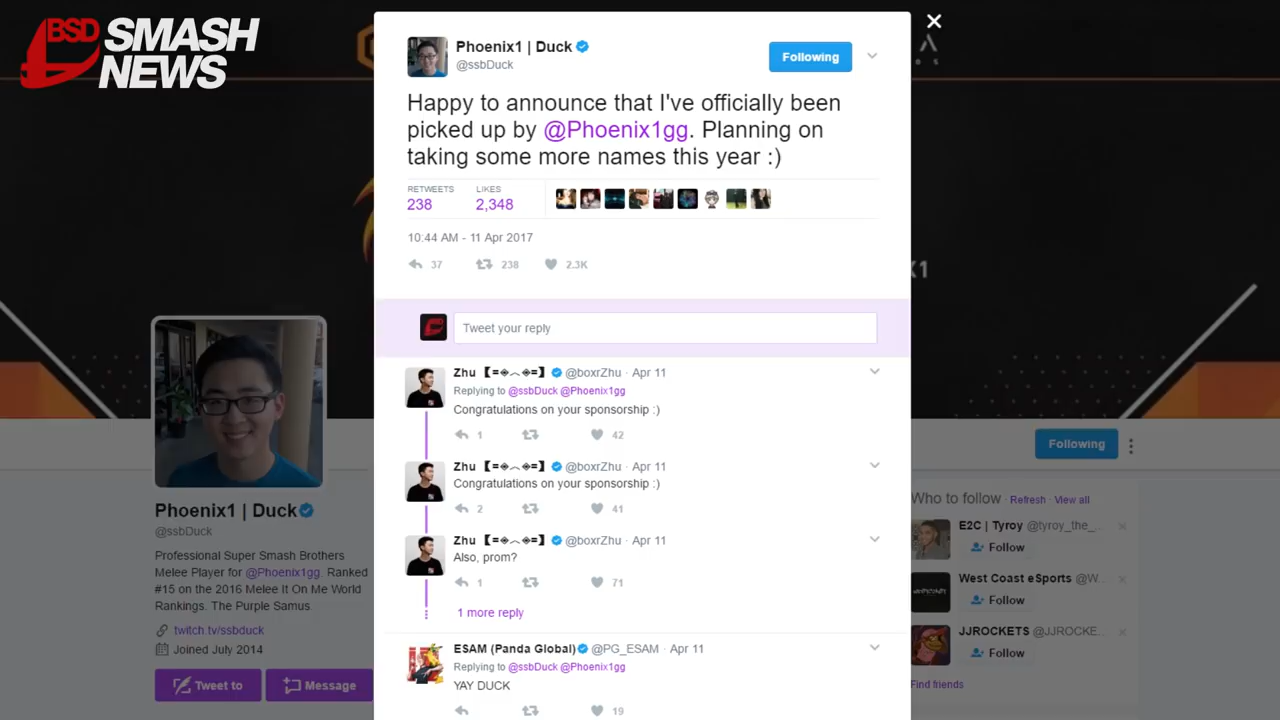 BSD
SMASH
NEWS
Phoenix1 | Duck
@ssbDuck
Following
Happy to announce that I've officially been
picked up by @Phoenix1gg. Planning on
taking some more names this year :)
RETWEETS LIKES
238 2,348
10:44 AM - 11 Apr 2017
37 238 2.3K
Tweet your reply
Zhu 【=◈︿◈=】 @boxrZhu · Apr 11
Replying to @ssbDuck @Phoenix1gg
Congratulations on your sponsorship :)
1 42
Zhu 【=◈︿◈=】 @boxrZhu · Apr 11
Congratulations on your sponsorship :)
2 41
Zhu 【=◈︿◈=】 @boxrZhu · Apr 11
Also, prom?
1 71
1 more reply
ESAM (Panda Global) @PG_ESAM · Apr 11
Replying to @ssbDuck @Phoenix1gg
YAY DUCK
19
Phoenix1 | Duck
@ssbDuck
Professional Super Smash Brothers
Melee Player for @Phoenix1gg. Ranked
#15 on the 2016 Melee It On Me World
Rankings. The Purple Samus.
twitch.tv/ssbduck
Joined July 2014
Tweet to Message
Following
Who to follow · Refresh · View all
E2C | Tyroy @tyroy_the_...
Follow
West Coast eSports @W...
Follow
JJROCKETS @JJROCKE...
Follow
Find friends